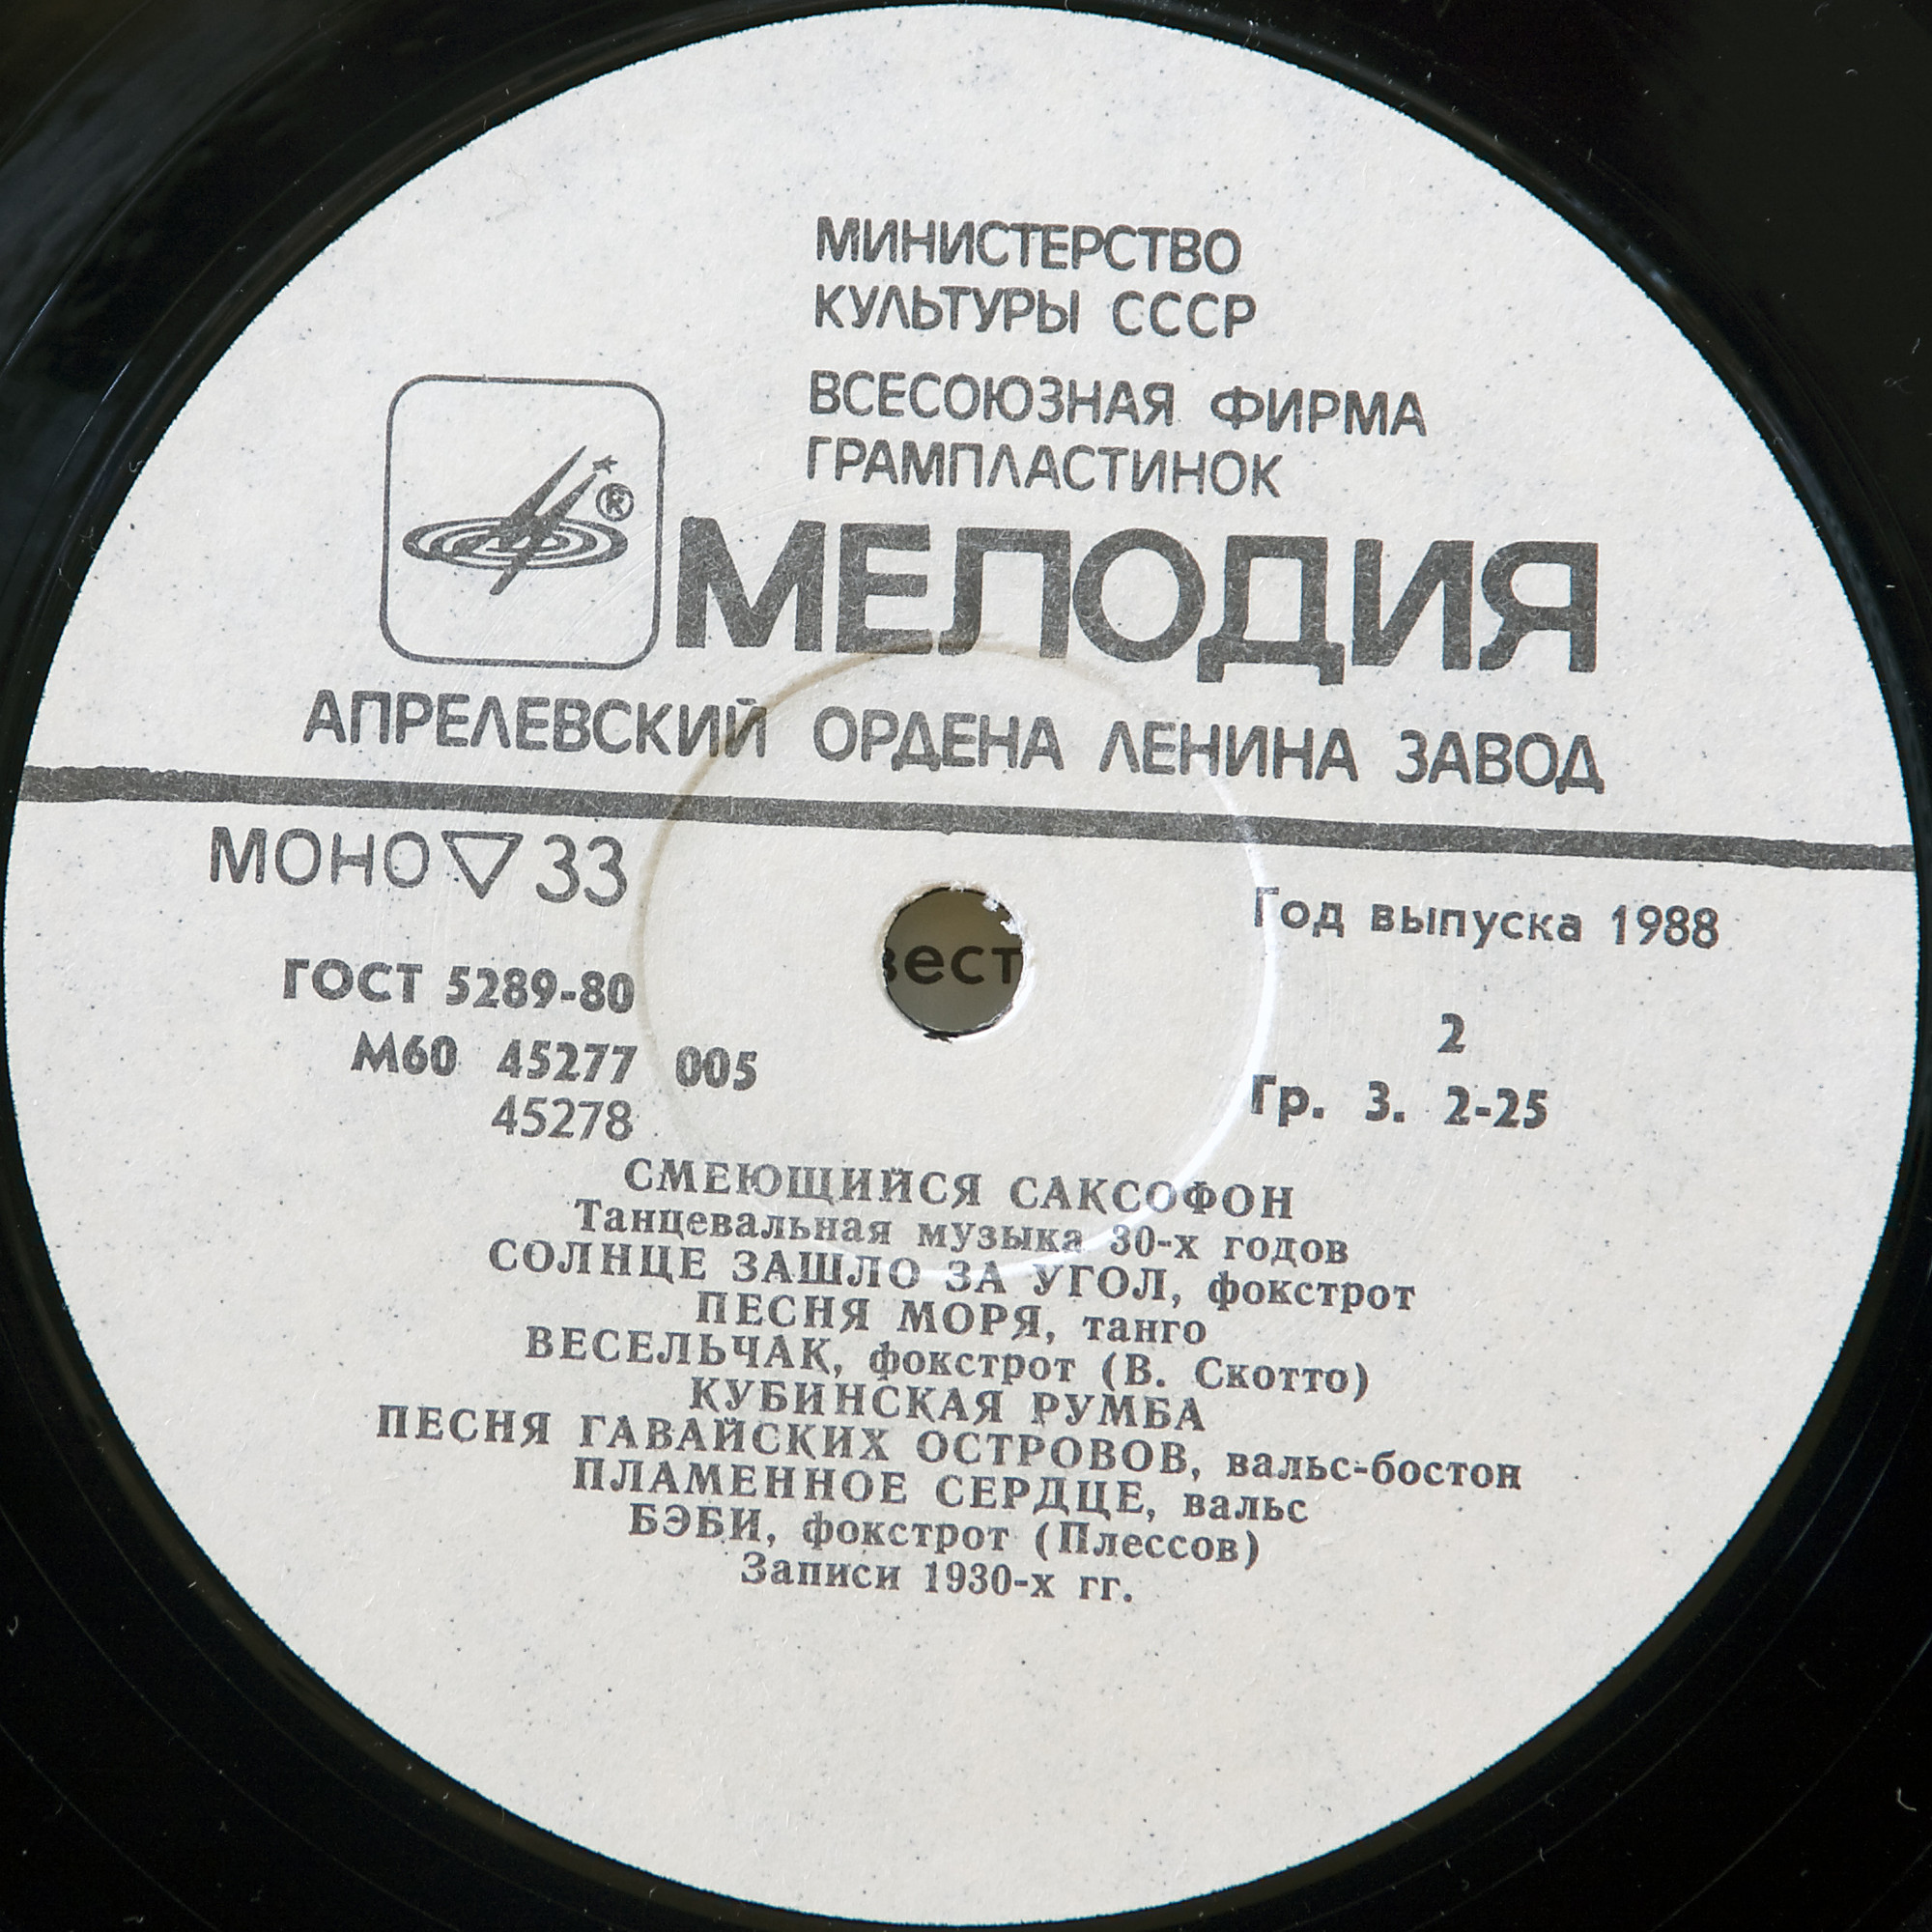 МИНИСТЕРСТВО
КУЛЬТУРЫ СССР
ВСЕСОЮЗНАЯ ФИРМА
ГРАМПЛАСТИНОК
®
МЕЛОДИЯ
АПРЕЛЕВСКИЙ ОРДЕНА ЛЕНИНА ЗАВОД
МОНО 33
Год выпуска 1988
ГОСТ 5289-80
М60 45277 005
45278
2
Гр. 3. 2-25
СМЕЮЩИЙСЯ САКСОФОН
Танцевальная музыка 30-х годов
СОЛНЦЕ ЗАШЛО ЗА УГОЛ, фокстрот
ПЕСНЯ МОРЯ, танго
ВЕСЕЛЬЧАК, фокстрот (В. Скотто)
КУБИНСКАЯ РУМБА
ПЕСНЯ ГАВАЙСКИХ ОСТРОВОВ, вальс-бостон
ПЛАМЕННОЕ СЕРДЦЕ, вальс
БЭБИ, фокстрот (Плессов)
Записи 1930-х гг.